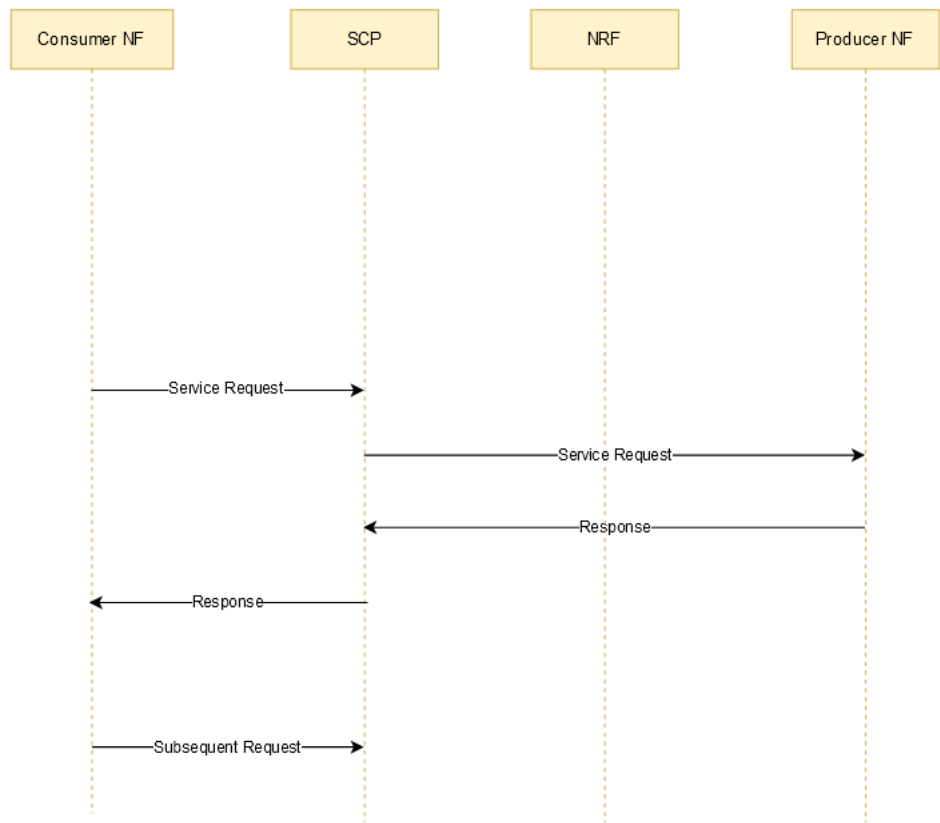 Consumer NF
SCP
NRF
Producer NF
Service Request
Service Request
Response
Response
Subsequent Request